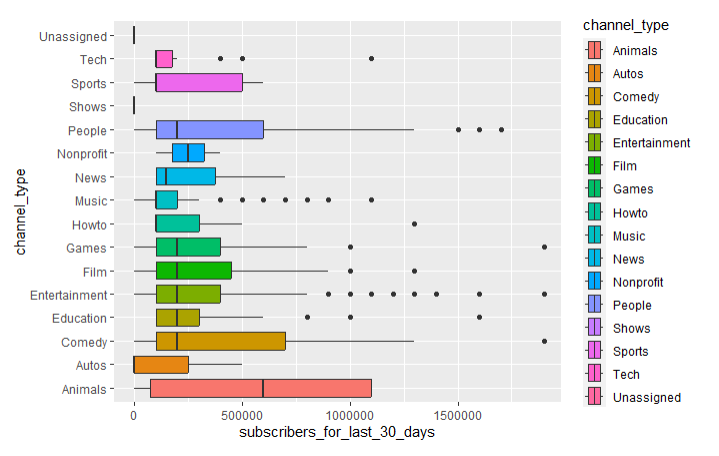 channel_type
Unassigned
Tech
Sports
Shows
People
Nonprofit
News
Music
Howto
Games
Film
Entertainment
Education
Comedy
Autos
Animals
0 500000 1000000 1500000
subscribers_for_last_30_days
channel_type
Animals
Autos
Comedy
Education
Entertainment
Film
Games
Howto
Music
News
Nonprofit
People
Shows
Sports
Tech
Unassigned